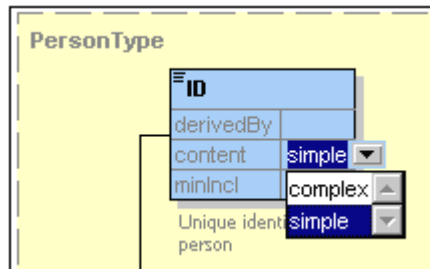 PersonType
ID
derivedBy
content simple
minIncl complex
simple
Unique identi
person